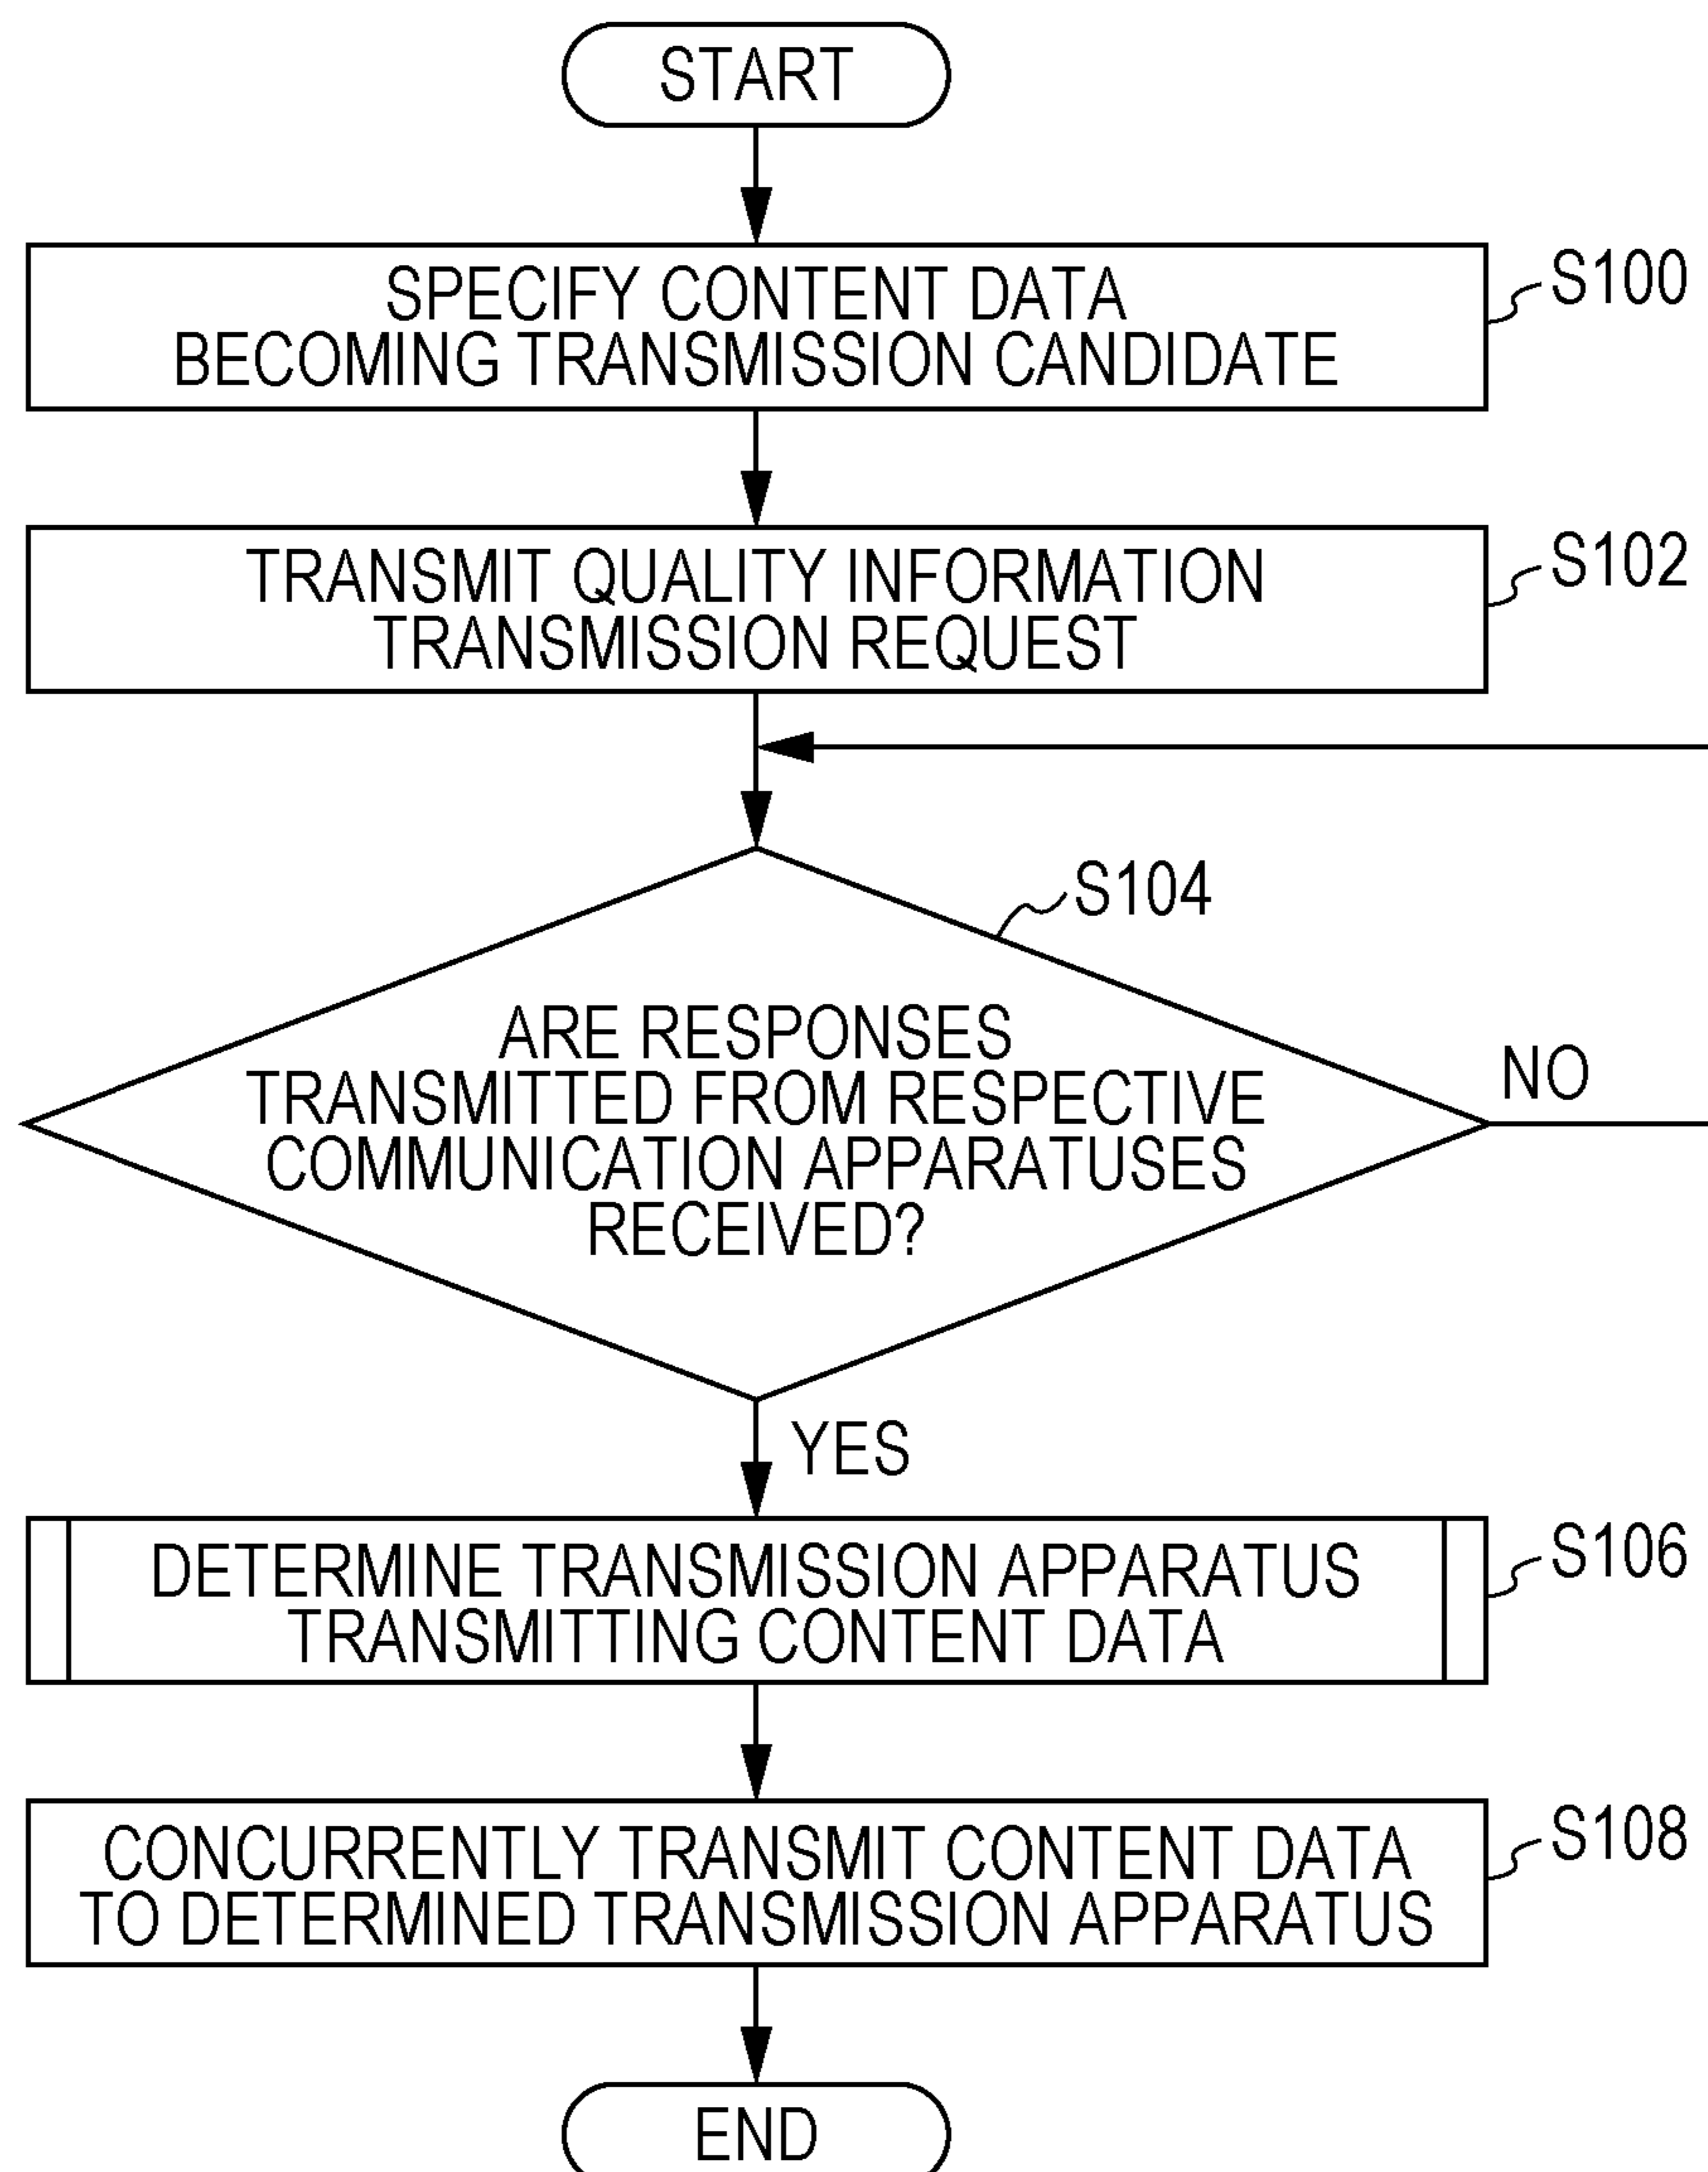 START
SPECIFY CONTENT DATA
BECOMING TRANSMISSION CANDIDATE
S100
TRANSMIT QUALITY INFORMATION
TRANSMISSION REQUEST
S102
S104
ARE RESPONSES
TRANSMITTED FROM RESPECTIVE
COMMUNICATION APPARATUSES
RECEIVED?
NO
YES
DETERMINE TRANSMISSION APPARATUS
TRANSMITTING CONTENT DATA
S106
CONCURRENTLY TRANSMIT CONTENT DATA
TO DETERMINED TRANSMISSION APPARATUS
S108
END